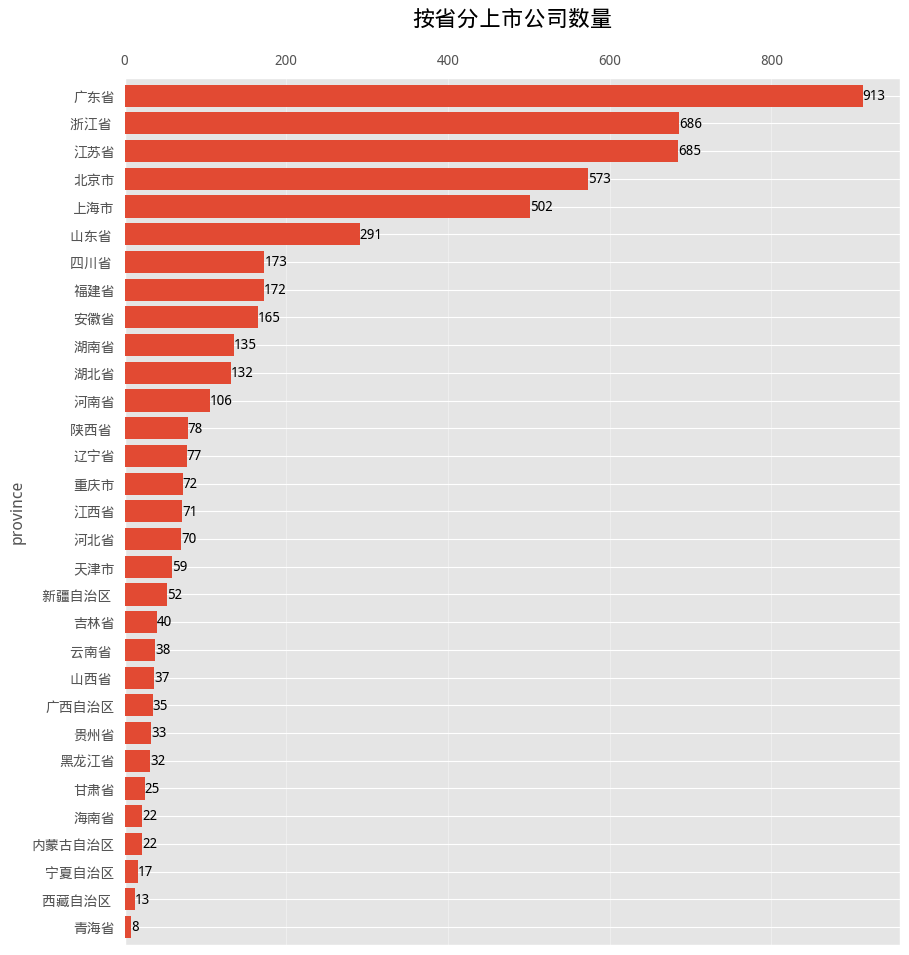 按省分上市公司数量
0 200 400 600 800
广东省 913
浙江省 686
江苏省 685
北京市 573
上海市 502
山东省 291
四川省 173
福建省 172
安徽省 165
湖南省 135
湖北省 132
河南省 106
陕西省 78
辽宁省 77
重庆市 72
江西省 71
河北省 70
天津市 59
新疆自治区 52
吉林省 40
云南省 38
山西省 37
广西自治区 35
贵州省 33
黑龙江省 32
甘肃省 25
海南省 22
内蒙古自治区 22
宁夏自治区 17
西藏自治区 13
青海省 8
province